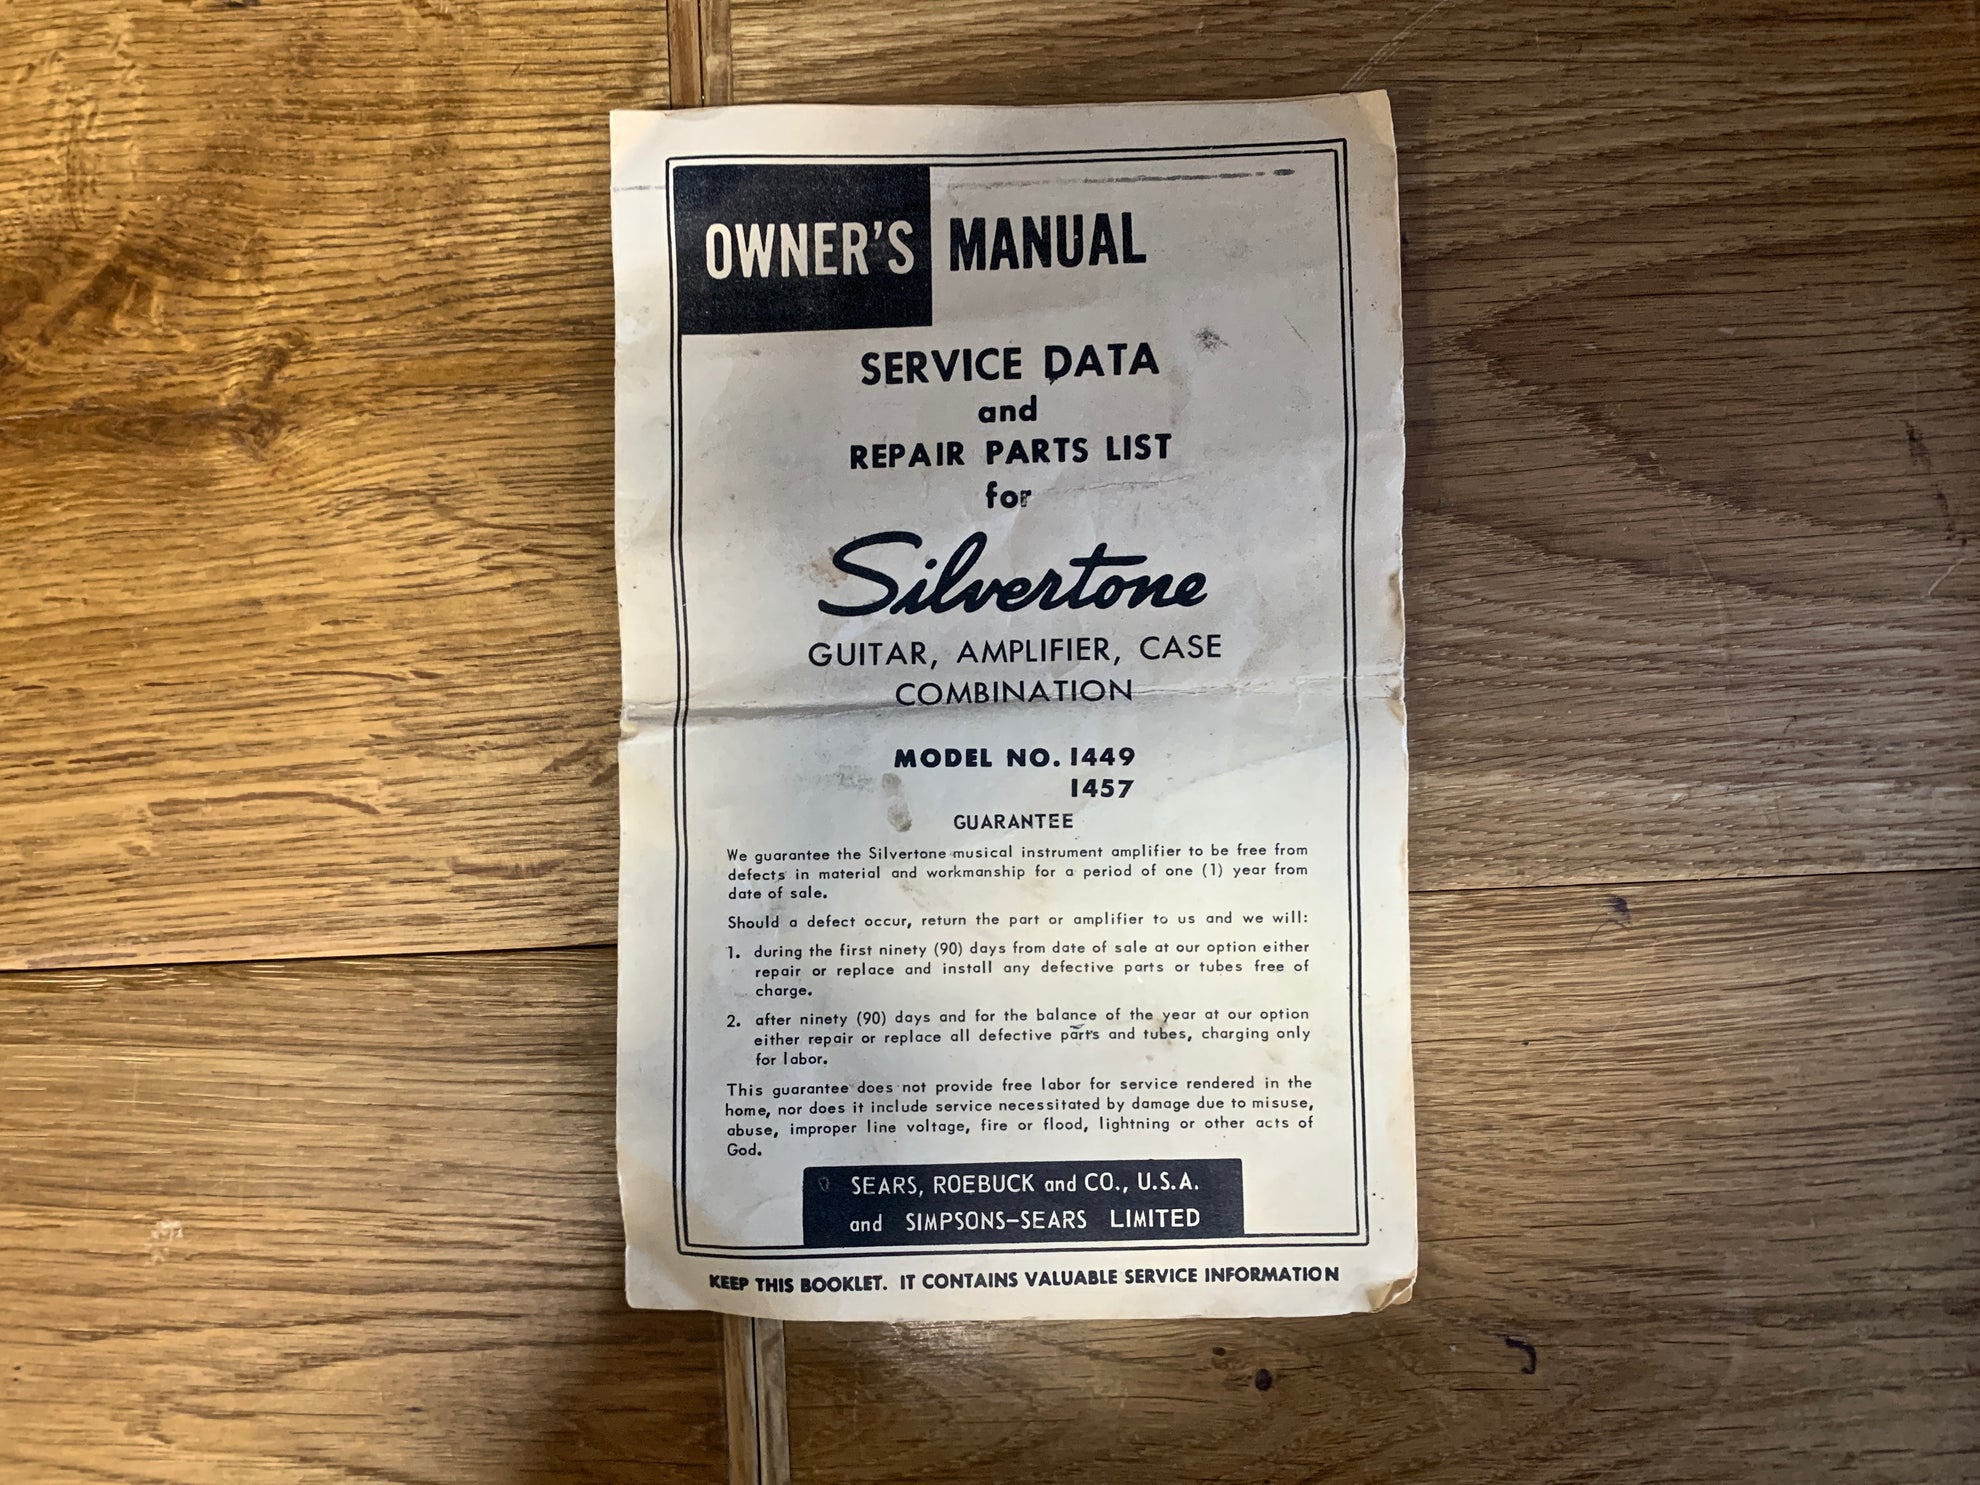 OWNER'S MANUAL
SERVICE DATA
and
REPAIR PARTS LIST
for
Silvertone
GUITAR, AMPLIFIER, CASE
COMBINATION
MODEL NO. 1449
1457
GUARANTEE
We guarantee the Silvertone musical instrument amplifier to be free from
defects in material and workmanship for a period of one (1) year from
date of sale.
Should a defect occur, return the part or amplifier to us and we will:
1. during the first ninety (90) days from date of sale at our option either
repair or replace and install any defective parts or tubes free of
charge.
2. after ninety (90) days and for the balance of the year at our option
either repair or replace all defective parts and tubes, charging only
for labor.
This guarantee does not provide free labor for service rendered in the
home, nor does it include service necessitated by damage due to misuse,
abuse, improper line voltage, fire or flood, lightning or other acts of
God.
SEARS, ROEBUCK and CO., U.S.A.
and SIMPSONS-SEARS LIMITED
KEEP THIS BOOKLET. IT CONTAINS VALUABLE SERVICE INFORMATION